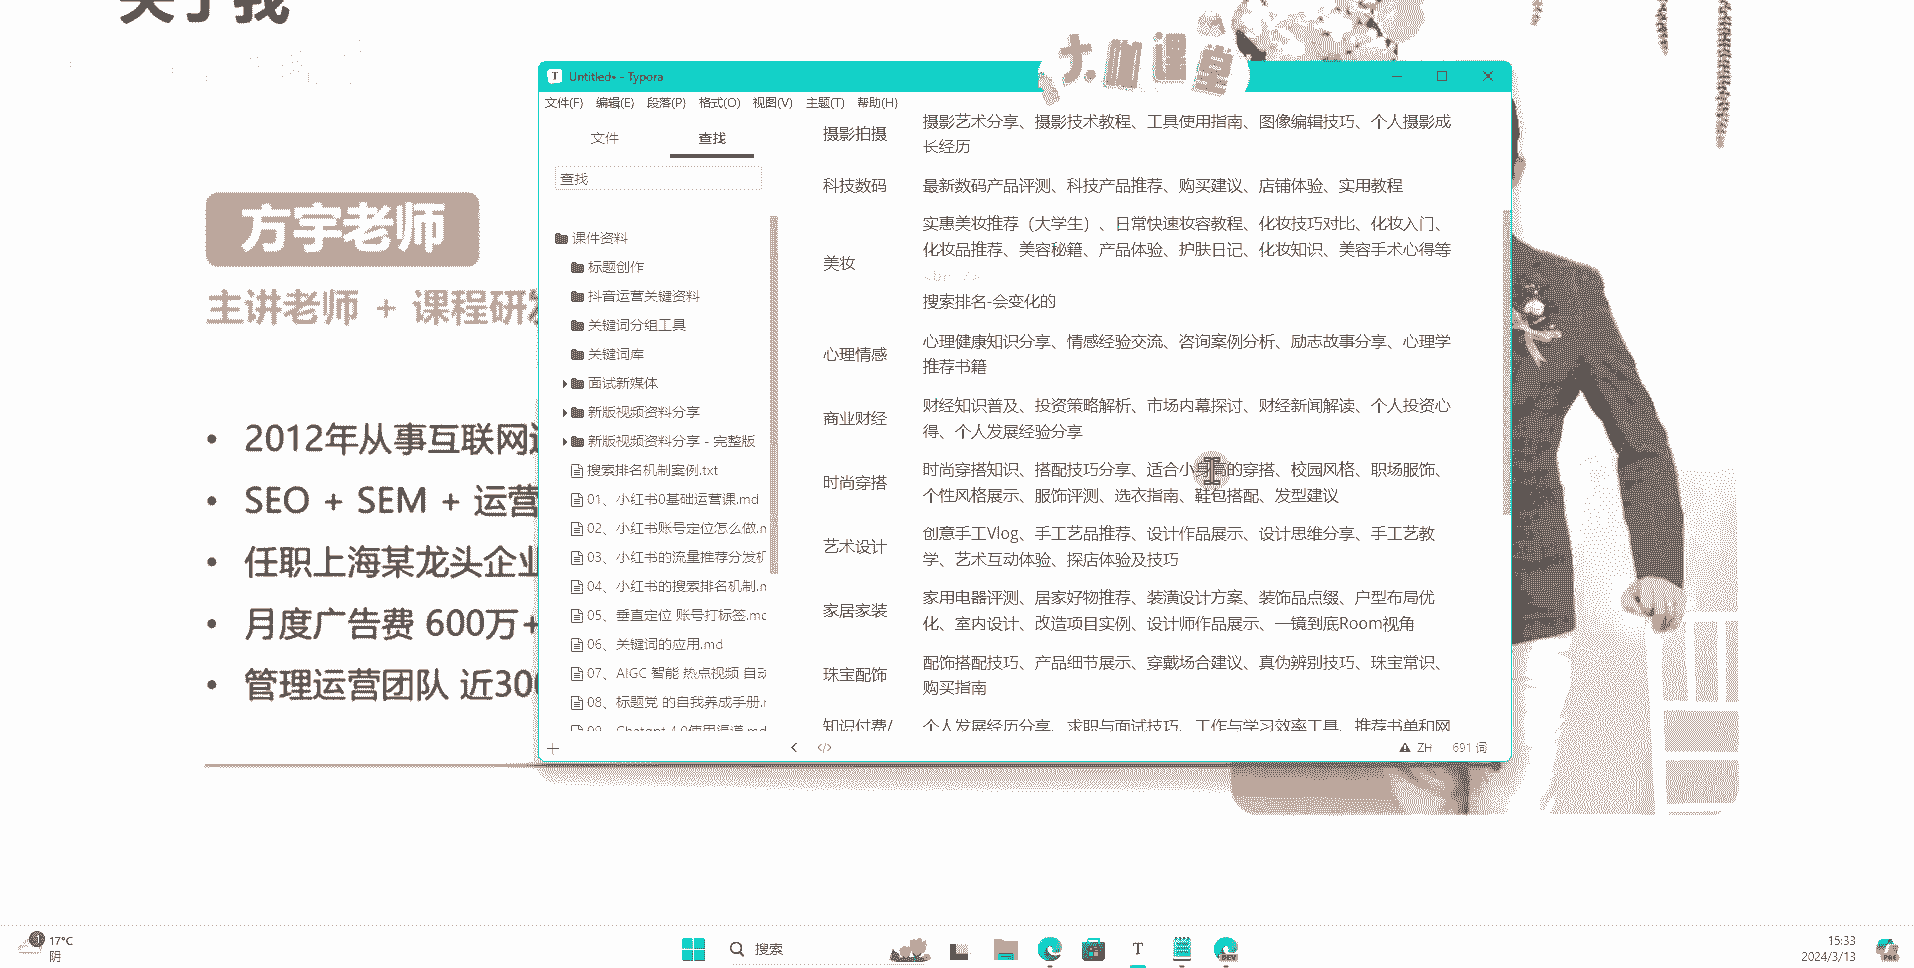 关于我
大咖课堂
方宇老师
主讲老师 + 课程研发
2012年从事互联网
SEO + SEM + 运营
任职上海某龙头企业
月度广告费 600万+
管理运营团队 近300
Untitled• - Typora
文件(F) 编辑(E) 段落(P) 格式(O) 视图(V) 主题(T) 帮助(H)
文件 查找
查找
课件资料
标题创作
抖音运营关键资料
关键词分组工具
关键词库
面试新媒体
新版视频资料分享
新版视频资料分享 - 完整版
搜索排名机制案例.txt
01、小红书0基础运营课.md
02、小红书账号定位怎么做.m
03、小红书的流量推荐分发机
04、小红书的搜索排名机制.m
05、垂直定位 账号打标签.mc
06、关键词的应用.md
07、AIGC 智能 热点视频 自动
08、标题党 的自我养成手册.r
09、Chatgpt 4.0使用渠道.md
摄影拍摄
摄影艺术分享、摄影技术教程、工具使用指南、图像编辑技巧、个人摄影成
长经历
科技数码
最新数码产品评测、科技产品推荐、购买建议、店铺体验、实用教程
美妆
实惠美妆推荐（大学生）、日常快速妆容教程、化妆技巧对比、化妆入门、
化妆品推荐、美容秘籍、产品体验、护肤日记、化妆知识、美容手术心得等
<br />
搜索排名-会变化的
心理情感
心理健康知识分享、情感经验交流、咨询案例分析、励志故事分享、心理学
推荐书籍
商业财经
财经知识普及、投资策略解析、市场内幕探讨、财经新闻解读、个人投资心
得、个人发展经验分享
时尚穿搭
时尚穿搭知识、搭配技巧分享、适合小身高的穿搭、校园风格、职场服饰、
个性风格展示、服饰评测、选衣指南、鞋包搭配、发型建议
艺术设计
创意手工Vlog、手工艺品推荐、设计作品展示、设计思维分享、手工艺教
学、艺术互动体验、探店体验及技巧
家居家装
家用电器评测、居家好物推荐、装潢设计方案、装饰品点缀、户型布局优
化、室内设计、改造项目实例、设计师作品展示、一镜到底Room视角
珠宝配饰
配饰搭配技巧、产品细节展示、穿戴场合建议、真伪辨别技巧、珠宝常识、
购买指南
知识付费/
个人发展经历分享、求职与面试技巧、工作与学习效率工具、推荐书单和网
ZH 691 词
17°C
阴
搜索
DEV
15:33
2024/3/13
PRE